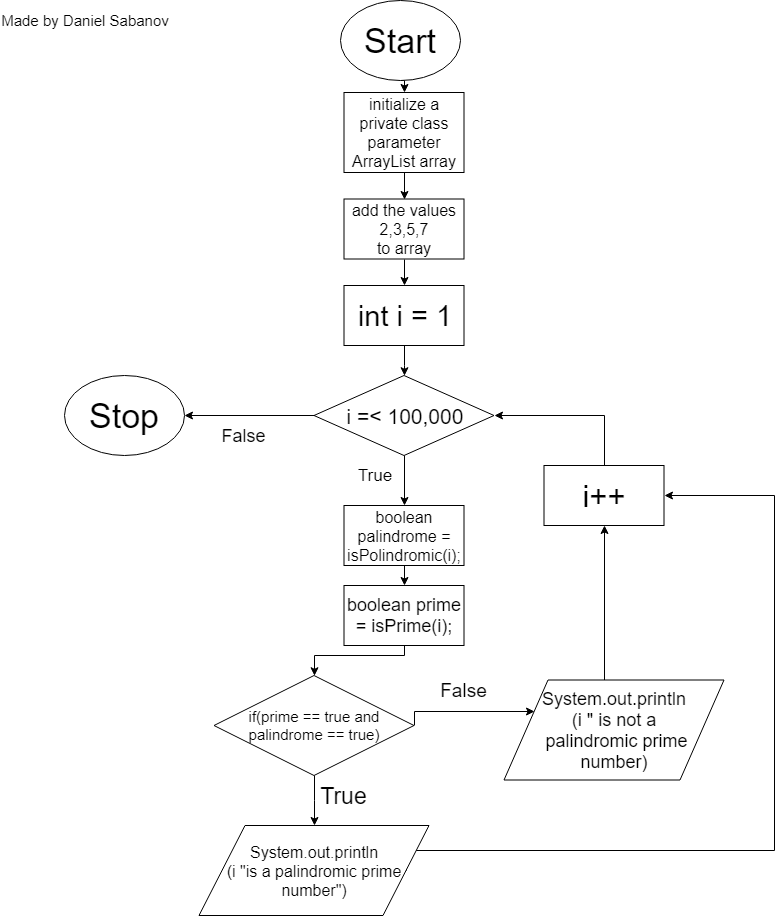 Made by Daniel Sabanov
Start
initialize a
private class
parameter
ArrayList array
add the values
2,3,5,7
to array
int i = 1
i =< 100,000
Stop
False
True
i++
boolean
palindrome =
isPolindromic(i);
boolean prime
= isPrime(i);
if(prime == true and
palindrome == true)
False
System.out.println
(i " is not a
palindromic prime
number)
True
System.out.println
(i "is a palindromic prime
number")